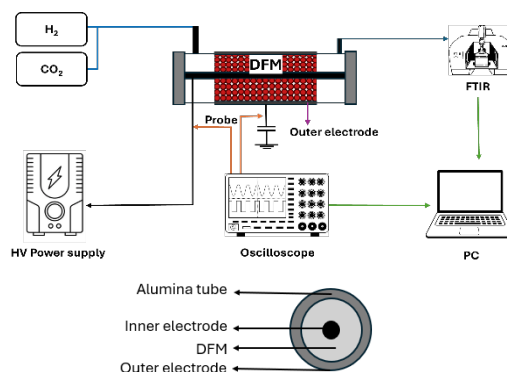 H₂
CO₂
DFM
FTIR
Probe
Outer electrode
HV Power supply
Oscilloscope
PC
Alumina tube
Inner electrode
DFM
Outer electrode